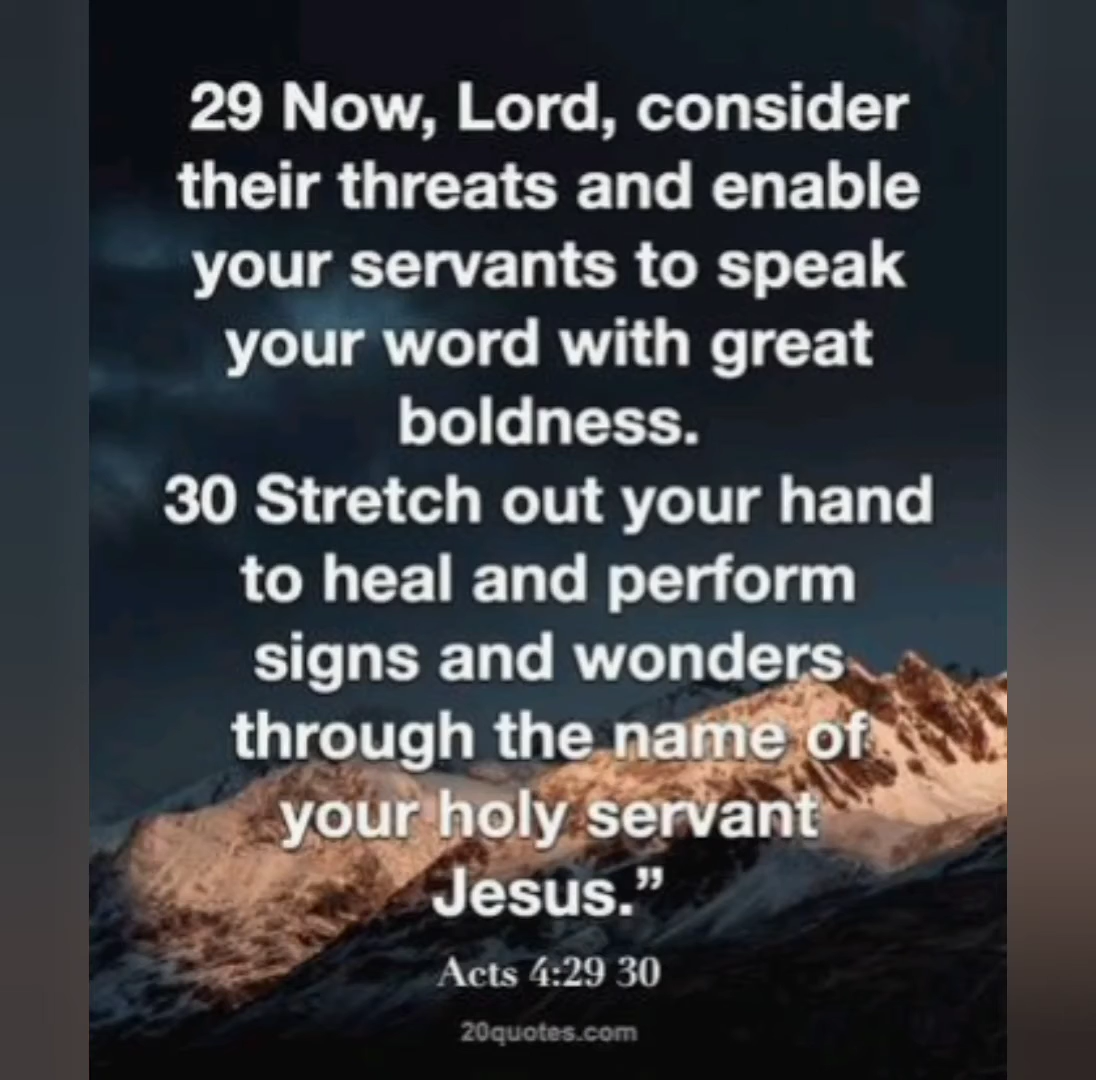 29 Now, Lord, consider
their threats and enable
your servants to speak
your word with great
boldness.
30 Stretch out your hand
to heal and perform
signs and wonders
through the name of
your holy servant
Jesus.”
Acts 4:29 30
20quotes.com